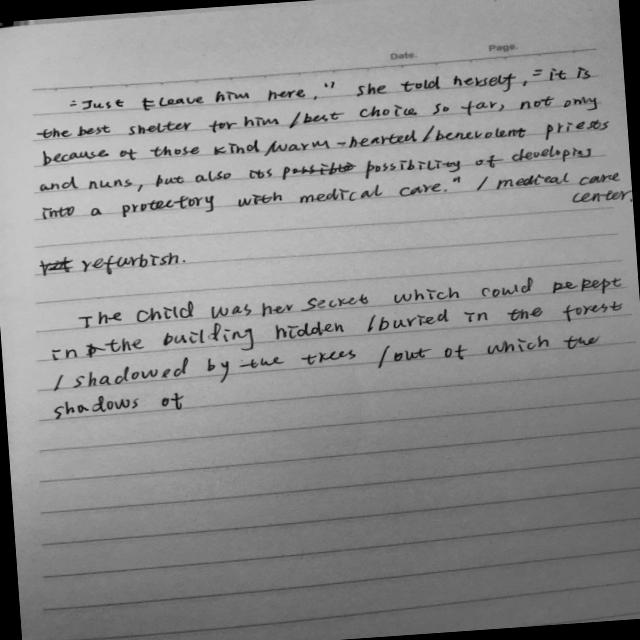 Date. Page.
"Just leave him here," she told herself, "it is
the best shelter for him / best choice so far, not only
because of those kind / warm-hearted / benevolent priests
and nuns, but also its possible possibility of developing
into a protectory with medical care." / medical care
center.
refurbish.
The child was her secret which could be kept
in the building hidden / buried in the forest
/ shadowed by the trees / out of which the
shadows of